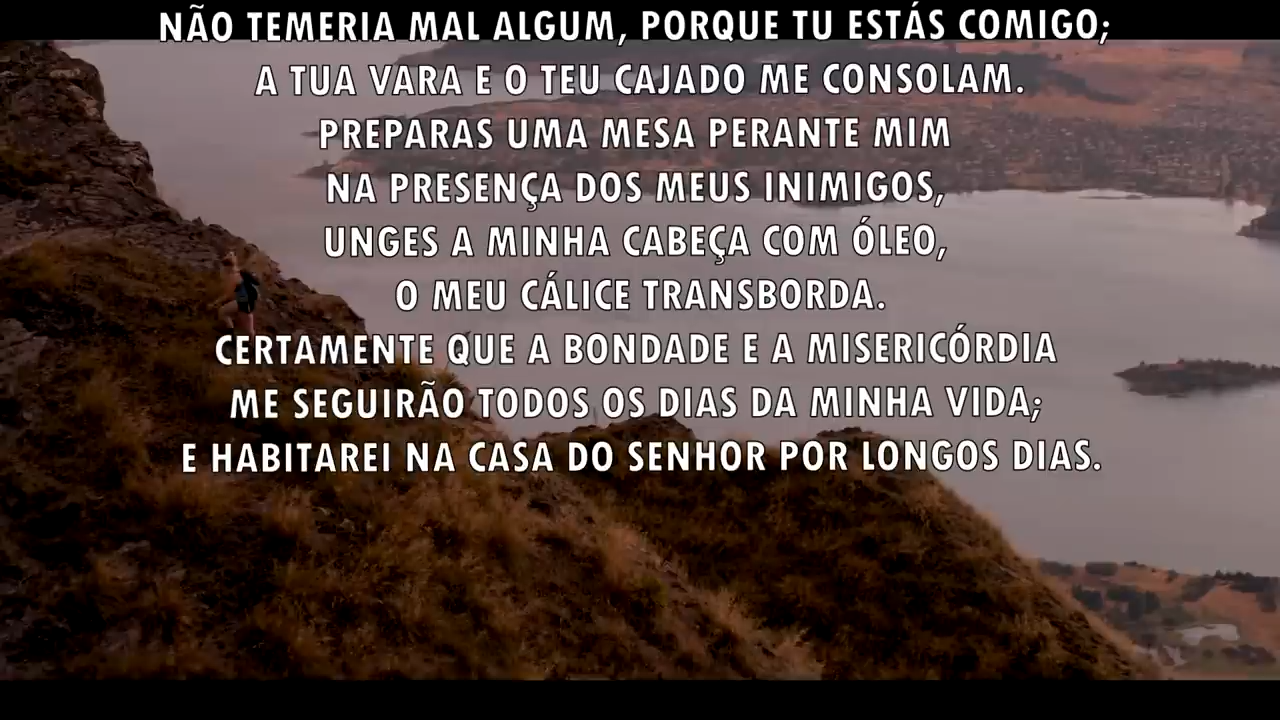 NÃO TEMERIA MAL ALGUM, PORQUE TU ESTÁS COMIGO;
A TUA VARA E O TEU CAJADO ME CONSOLAM.
PREPARAS UMA MESA PERANTE MIM
NA PRESENÇA DOS MEUS INIMIGOS,
UNGES A MINHA CABEÇA COM ÓLEO,
O MEU CÁLICE TRANSBORDA.
CERTAMENTE QUE A BONDADE E A MISERICÓRDIA
ME SEGUIRÃO TODOS OS DIAS DA MINHA VIDA;
E HABITAREI NA CASA DO SENHOR POR LONGOS DIAS.